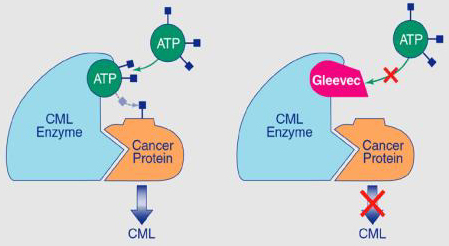 ATP
ATP
CML
Enzyme
Cancer
Protein
CML
ATP
Gleevec
CML
Enzyme
Cancer
Protein
CML